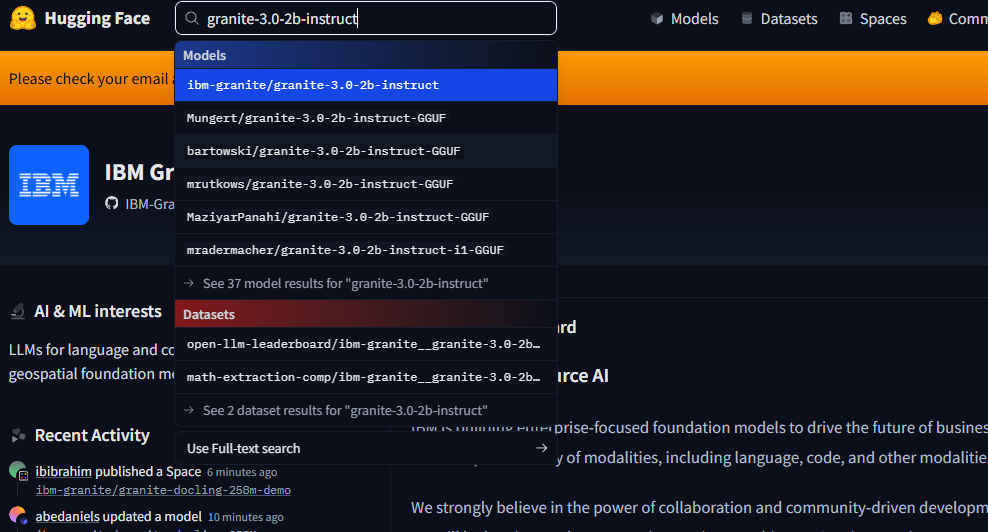 Hugging Face
granite-3.0-2b-instruct
Models
Datasets
Spaces
Comm
Please check your email
Models
ibm-granite/granite-3.0-2b-instruct
Mungert/granite-3.0-2b-instruct-GGUF
bartowski/granite-3.0-2b-instruct-GGUF
mrutkows/granite-3.0-2b-instruct-GGUF
MaziyarPanahi/granite-3.0-2b-instruct-GGUF
mradermacher/granite-3.0-2b-instruct-i1-GGUF
→ See 37 model results for "granite-3.0-2b-instruct"
Datasets
open-llm-leaderboard/ibm-granite__granite-3.0-2b…
math-extraction-comp/ibm-granite__granite-3.0-2b…
→ See 2 dataset results for "granite-3.0-2b-instruct"
Use Full-text search →
IBM
IBM Gr
IBM-Gra
AI & ML interests
LLMs for language and co
geospatial foundation m
Recent Activity
ibibrahim published a Space 6 minutes ago
ibm-granite/granite-docling-258m-demo
abedaniels updated a model 10 minutes ago
rd
urce AI
IBM is building enterprise-focused foundation models to drive the future of busines
y of modalities, including language, code, and other modalities
We strongly believe in the power of collaboration and community-driven developm